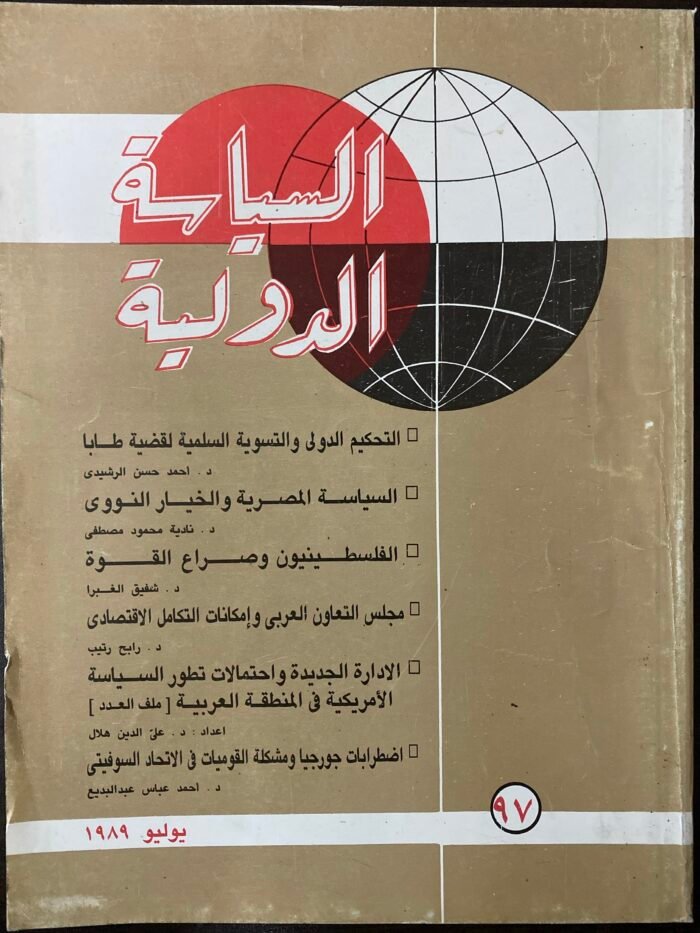 السياسة
الدولية
□ التحكيم الدولى والتسوية السلمية لقضية طابا
د . احمد حسن الرشيدى
□ السياسة المصرية والخيار النووى
د . نادية محمود مصطفى
□ الفلسطينيون وصراع القوة
د . شفيق الغبرا
□ مجلس التعاون العربى وإمكانات التكامل الاقتصادى
د . رابح رتيب
□ الادارة الجديدة واحتمالات تطور السياسة
الأمريكية فى المنطقة العربية [ ملف العدد ]
اعداد : د . على الدين هلال
□ اضطرابات جورجيا ومشكلة القوميات فى الاتحاد السوفيتى
د . احمد عباس عبدالبديع
٩٧
يوليو ١٩٨٩